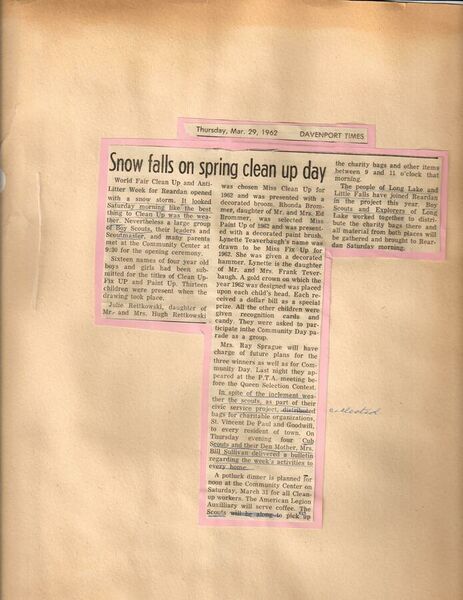 Thursday, Mar. 29, 1962 DAVENPORT TIMES
Snow falls on spring clean up day
World Fair Clean Up and Anti-
Litter Week for Reardan opened
with a snow storm. It looked
Saturday morning like the best
thing to Clean Up was the wea-
ther. Nevertheless a large group
of Boy Scouts, their leaders and
Scoutmaster, and many parents
met at the Community Center at
9:30 for the opening ceremony.
Sixteen names of four year old
boys and girls had been sub-
mitted for the titles of Clean Up-
Fix UP and Paint Up. Thirteen
children were present when the
drawing took place.
Julie Rettkowski, daughter of
Mr. and Mrs. Hugh Rettkowski
was chosen Miss Clean Up for
1962 and was presented with a
decorated broom. Rhonda Brom-
mer, daughter of Mr. and Mrs. Ed
Brommer, was selected Miss
Paint Up of 1962 and was present-
ed with a decorated paint brush.
Lynette Teaverbaugh's name was
drawn to be Miss Fix Up for
1962. She was given a decorated
hammer. Lynette is the daughter
of Mr. and Mrs. Frank Tever-
baugh. A gold crown on which the
year 1962 was designed was placed
upon each child's head. Each re-
ceived a dollar bill as a special
prize. All the other children were
given recognition cards and
candy. They were asked to par-
ticipate inthe Community Day pa-
rade as a group.
Mrs. Ray Sprague will have
charge of future plans for the
three winners as well as for Com-
munity Day. Last night they ap-
peared at the P.T.A. meeting be-
fore the Queen Selection Contest.
In spite of the inclement wea-
ther the scouts, as part of their
civic service project, distributed collected
bags for charitable organizations,
St. Vincent De Paul and Goodwill,
to every resident of town. On
Thursday evening four Cub
Scouts and their Den Mother, Mrs.
Bill Sullivan delivered a bulletin
regarding the week's activities to
every home.
A potluck dinner is planned for
noon at the Community Center on
Saturday, March 31 for all Clean-
up workers. The American Legion
Auxilliary will serve coffee. The
Scouts will be along to pick up
the charity bags and other items
between 9 and 11 o'clock that
morning.
The people of Long Lake and
Little Falls have joined Reardan
in the project this year. Boy
Scouts and Explorers of Long
Lake worked together to distri-
bute the charity bags there and
all material from both places will
be gathered and brought to Rear-
dan Saturday morning.